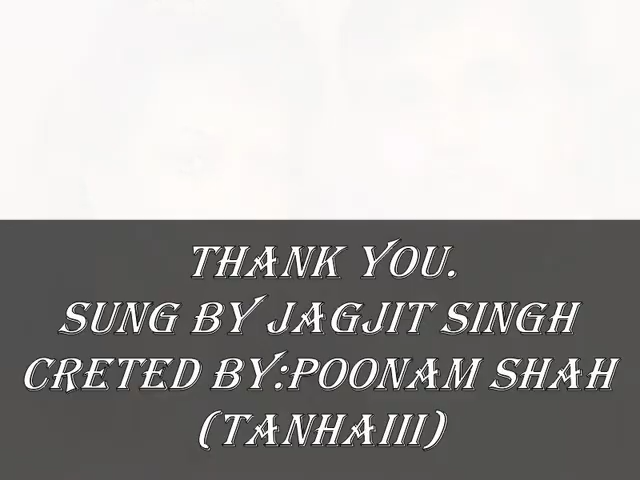 THANK YOU.
SUNG BY JAGJIT SINGH
CRETED BY:POONAM SHAH
(TANHAIII)